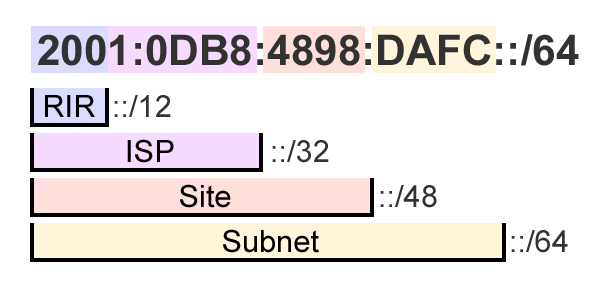 2001:0DB8:4898:DAFC::/64
RIR ::/12
ISP ::/32
Site ::/48
Subnet ::/64